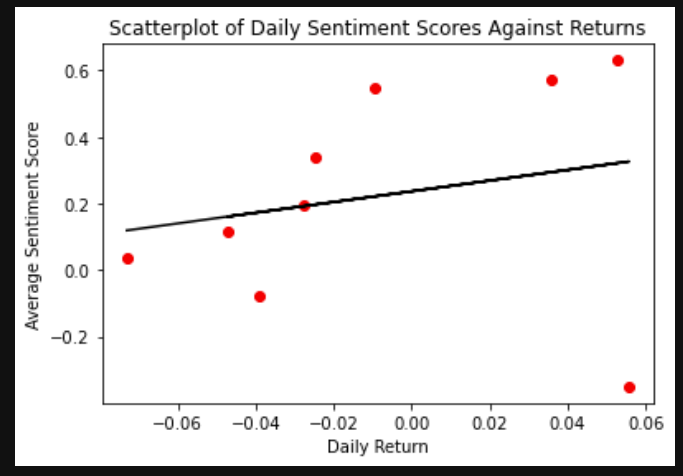 Scatterplot of Daily Sentiment Scores Against Returns
0.6
0.4
0.2
0.0
−0.2
Average Sentiment Score
−0.06 −0.04 −0.02 0.00 0.02 0.04 0.06
Daily Return